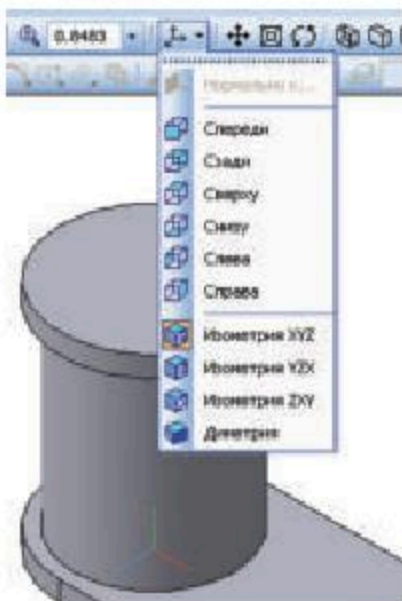 0.8483
Нормально к...
Спереди
Сзади
Сверху
Снизу
Слева
Справа
Изометрия XYZ
Изометрия YZX
Изометрия ZXY
Диметрия